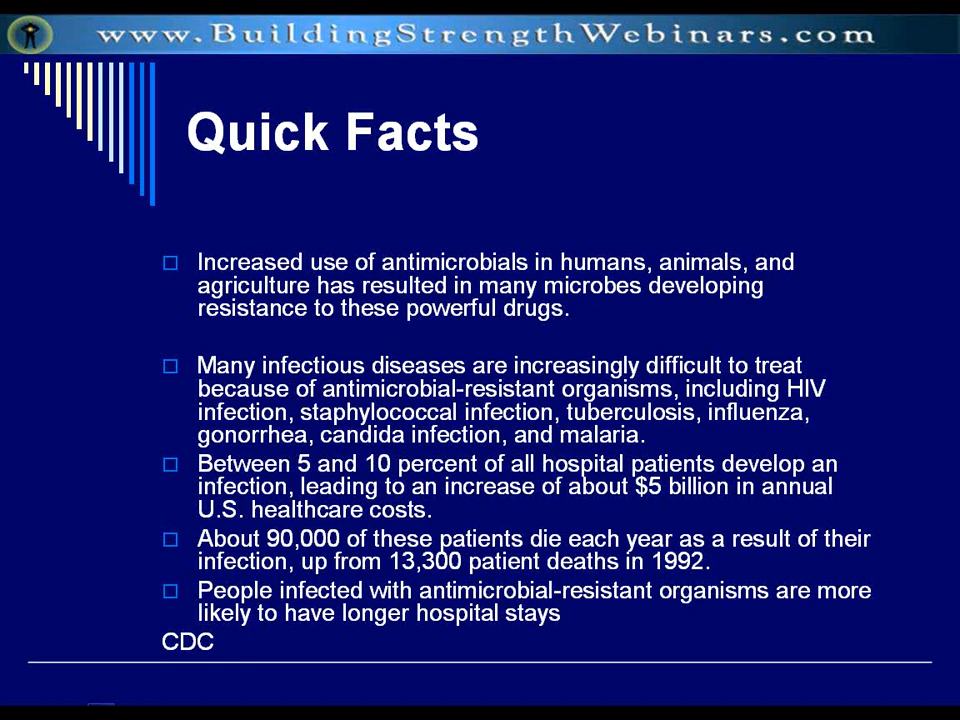 www.BuildingStrengthWebinars.com
Quick Facts
Increased use of antimicrobials in humans, animals, and
agriculture has resulted in many microbes developing
resistance to these powerful drugs.
Many infectious diseases are increasingly difficult to treat
because of antimicrobial-resistant organisms, including HIV
infection, staphylococcal infection, tuberculosis, influenza,
gonorrhea, candida infection, and malaria.
Between 5 and 10 percent of all hospital patients develop an
infection, leading to an increase of about $5 billion in annual
U.S. healthcare costs.
About 90,000 of these patients die each year as a result of their
infection, up from 13,300 patient deaths in 1992.
People infected with antimicrobial-resistant organisms are more
likely to have longer hospital stays
CDC